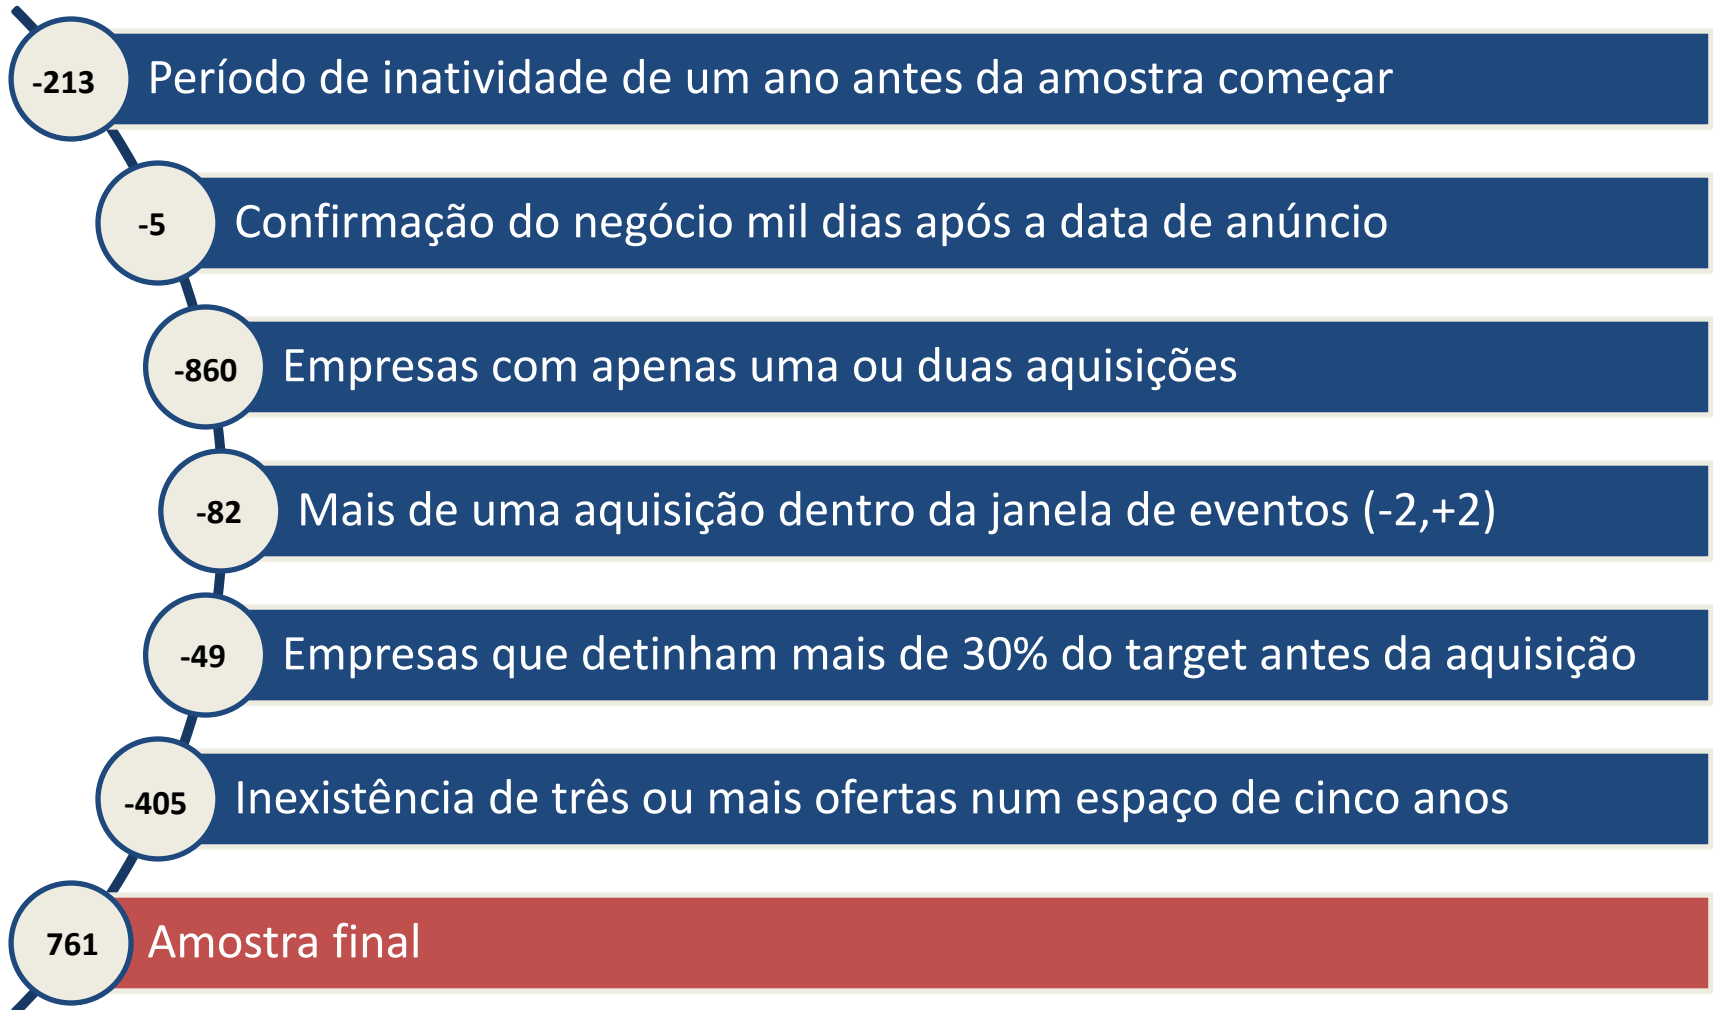 -213 Período de inatividade de um ano antes da amostra começar
-5 Confirmação do negócio mil dias após a data de anúncio
-860 Empresas com apenas uma ou duas aquisições
-82 Mais de uma aquisição dentro da janela de eventos (-2,+2)
-49 Empresas que detinham mais de 30% do target antes da aquisição
-405 Inexistência de três ou mais ofertas num espaço de cinco anos
761 Amostra final